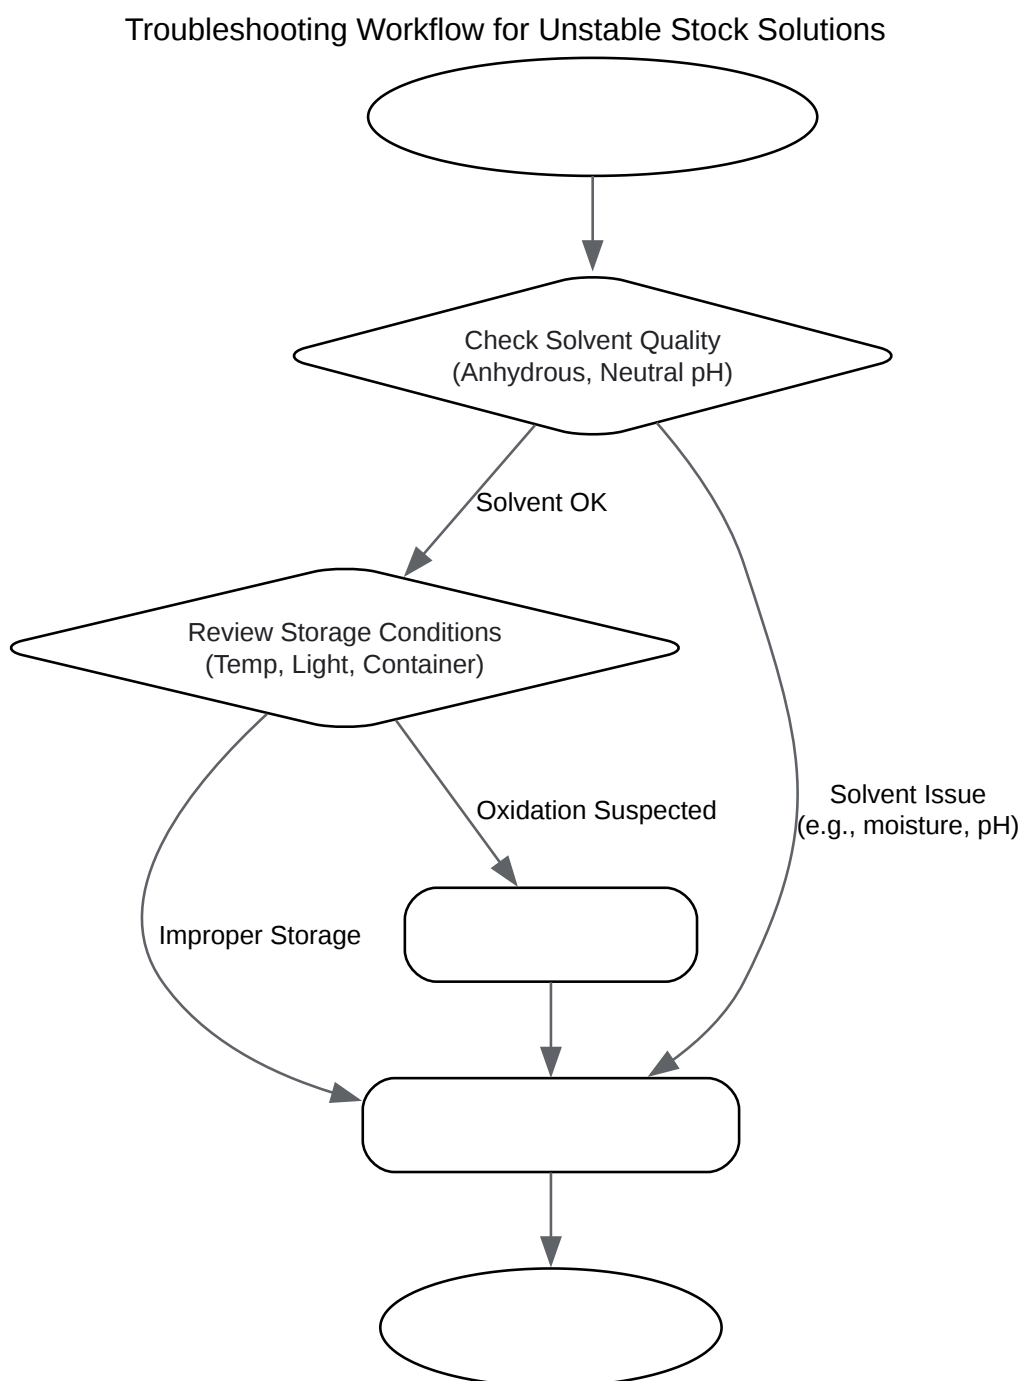 Troubleshooting Workflow for Unstable Stock Solutions
Check Solvent Quality
(Anhydrous, Neutral pH)
Solvent OK
Review Storage Conditions
(Temp, Light, Container)
Oxidation Suspected
Solvent Issue
(e.g., moisture, pH)
Improper Storage